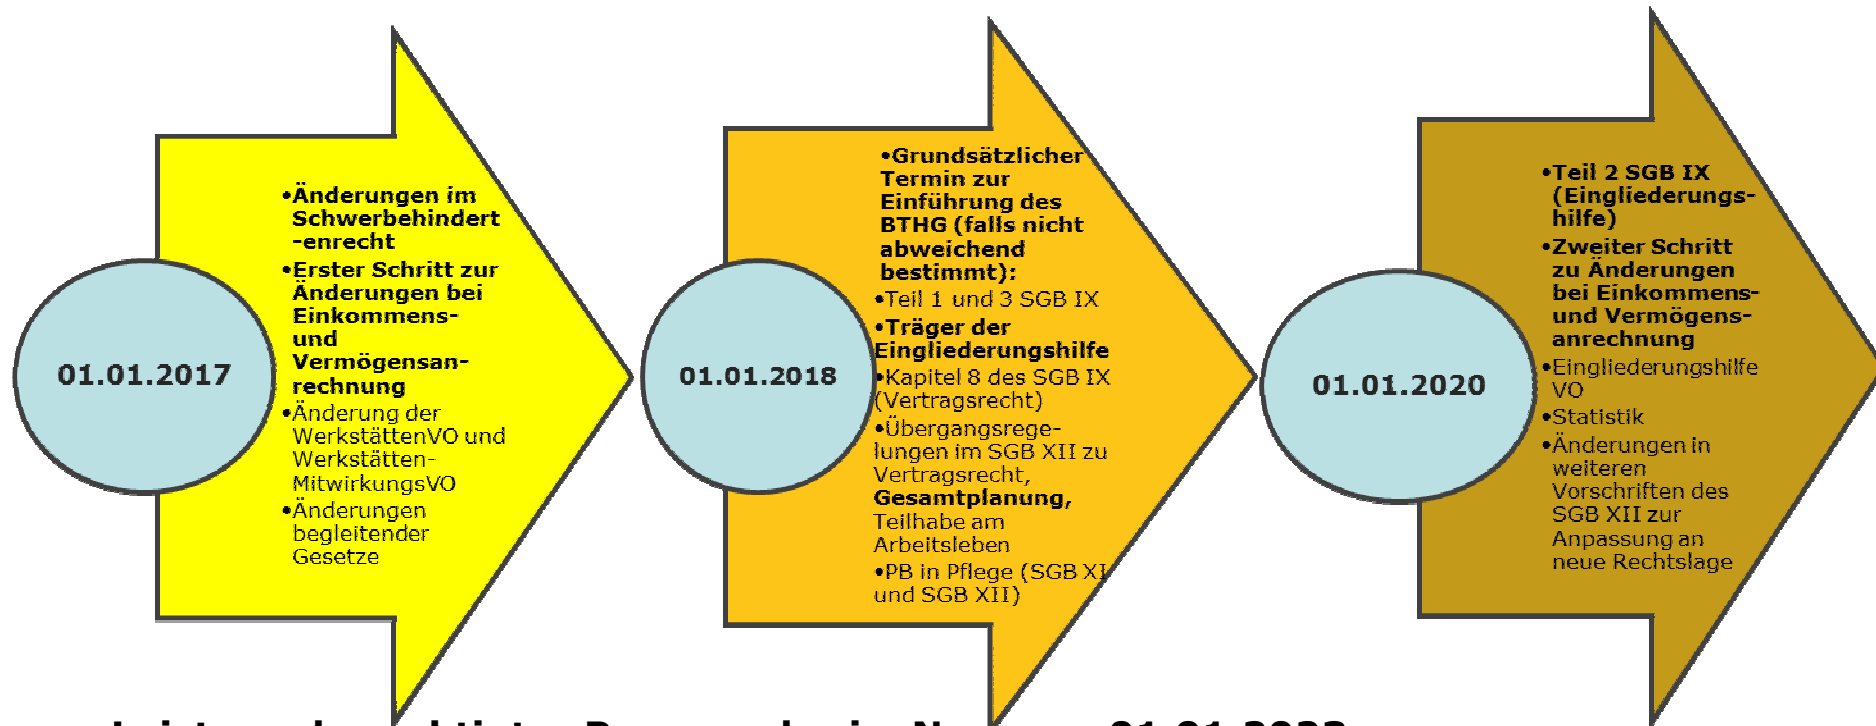 01.01.2017
•Änderungen im
Schwerbehindert
-enrecht
•Erster Schritt zur
Änderungen bei
Einkommens-
und
Vermögensan-
rechnung
•Änderung der
WerkstättenVO und
Werkstätten-
MitwirkungsVO
•Änderungen
begleitender
Gesetze
01.01.2018
•Grundsätzlicher
Termin zur
Einführung des
BTHG (falls nicht
abweichend
bestimmt):
•Teil 1 und 3 SGB IX
•Träger der
Eingliederungshilfe
•Kapitel 8 des SGB IX
(Vertragsrecht)
•Übergangsrege-
lungen im SGB XII zu
Vertragsrecht,
Gesamtplanung,
Teilhabe am
Arbeitsleben
•PB in Pflege (SGB XI
und SGB XII)
01.01.2020
•Teil 2 SGB IX
(Eingliederungs-
hilfe)
•Zweiter Schritt
zu Änderungen
bei Einkommens-
und Vermögens-
anrechnung
•Eingliederungshilfe
VO
•Statistik
•Änderungen in
weiteren
Vorschriften des
SGB XII zur
Anpassung an
neue Rechtslage
01.01.2023